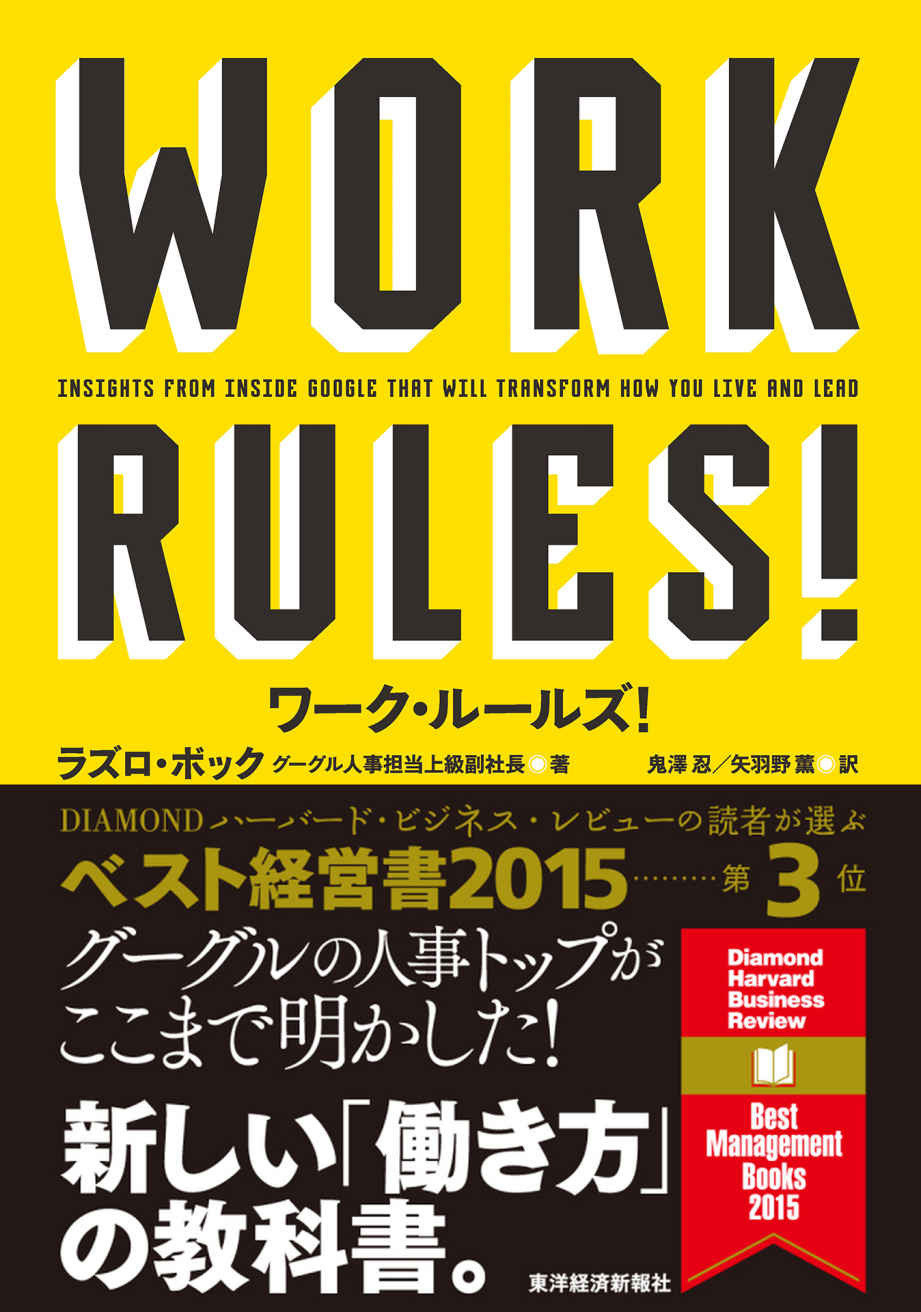 WORK
INSIGHTS FROM INSIDE GOOGLE THAT WILL TRANSFORM HOW YOU LIVE AND LEAD
RULES!
ワーク・ルールズ!
ラズロ・ボック グーグル人事担当上級副社長◉著
鬼澤 忍／矢羽野 薫◉訳
DIAMONDハーバード・ビジネス・レビューの読者が選ぶ
ベスト経営書2015………第3位
グーグルの人事トップが
ここまで明かした!
新しい「働き方」
の教科書。
Diamond
Harvard
Business
Review
Best
Management
Books
2015
東洋経済新報社